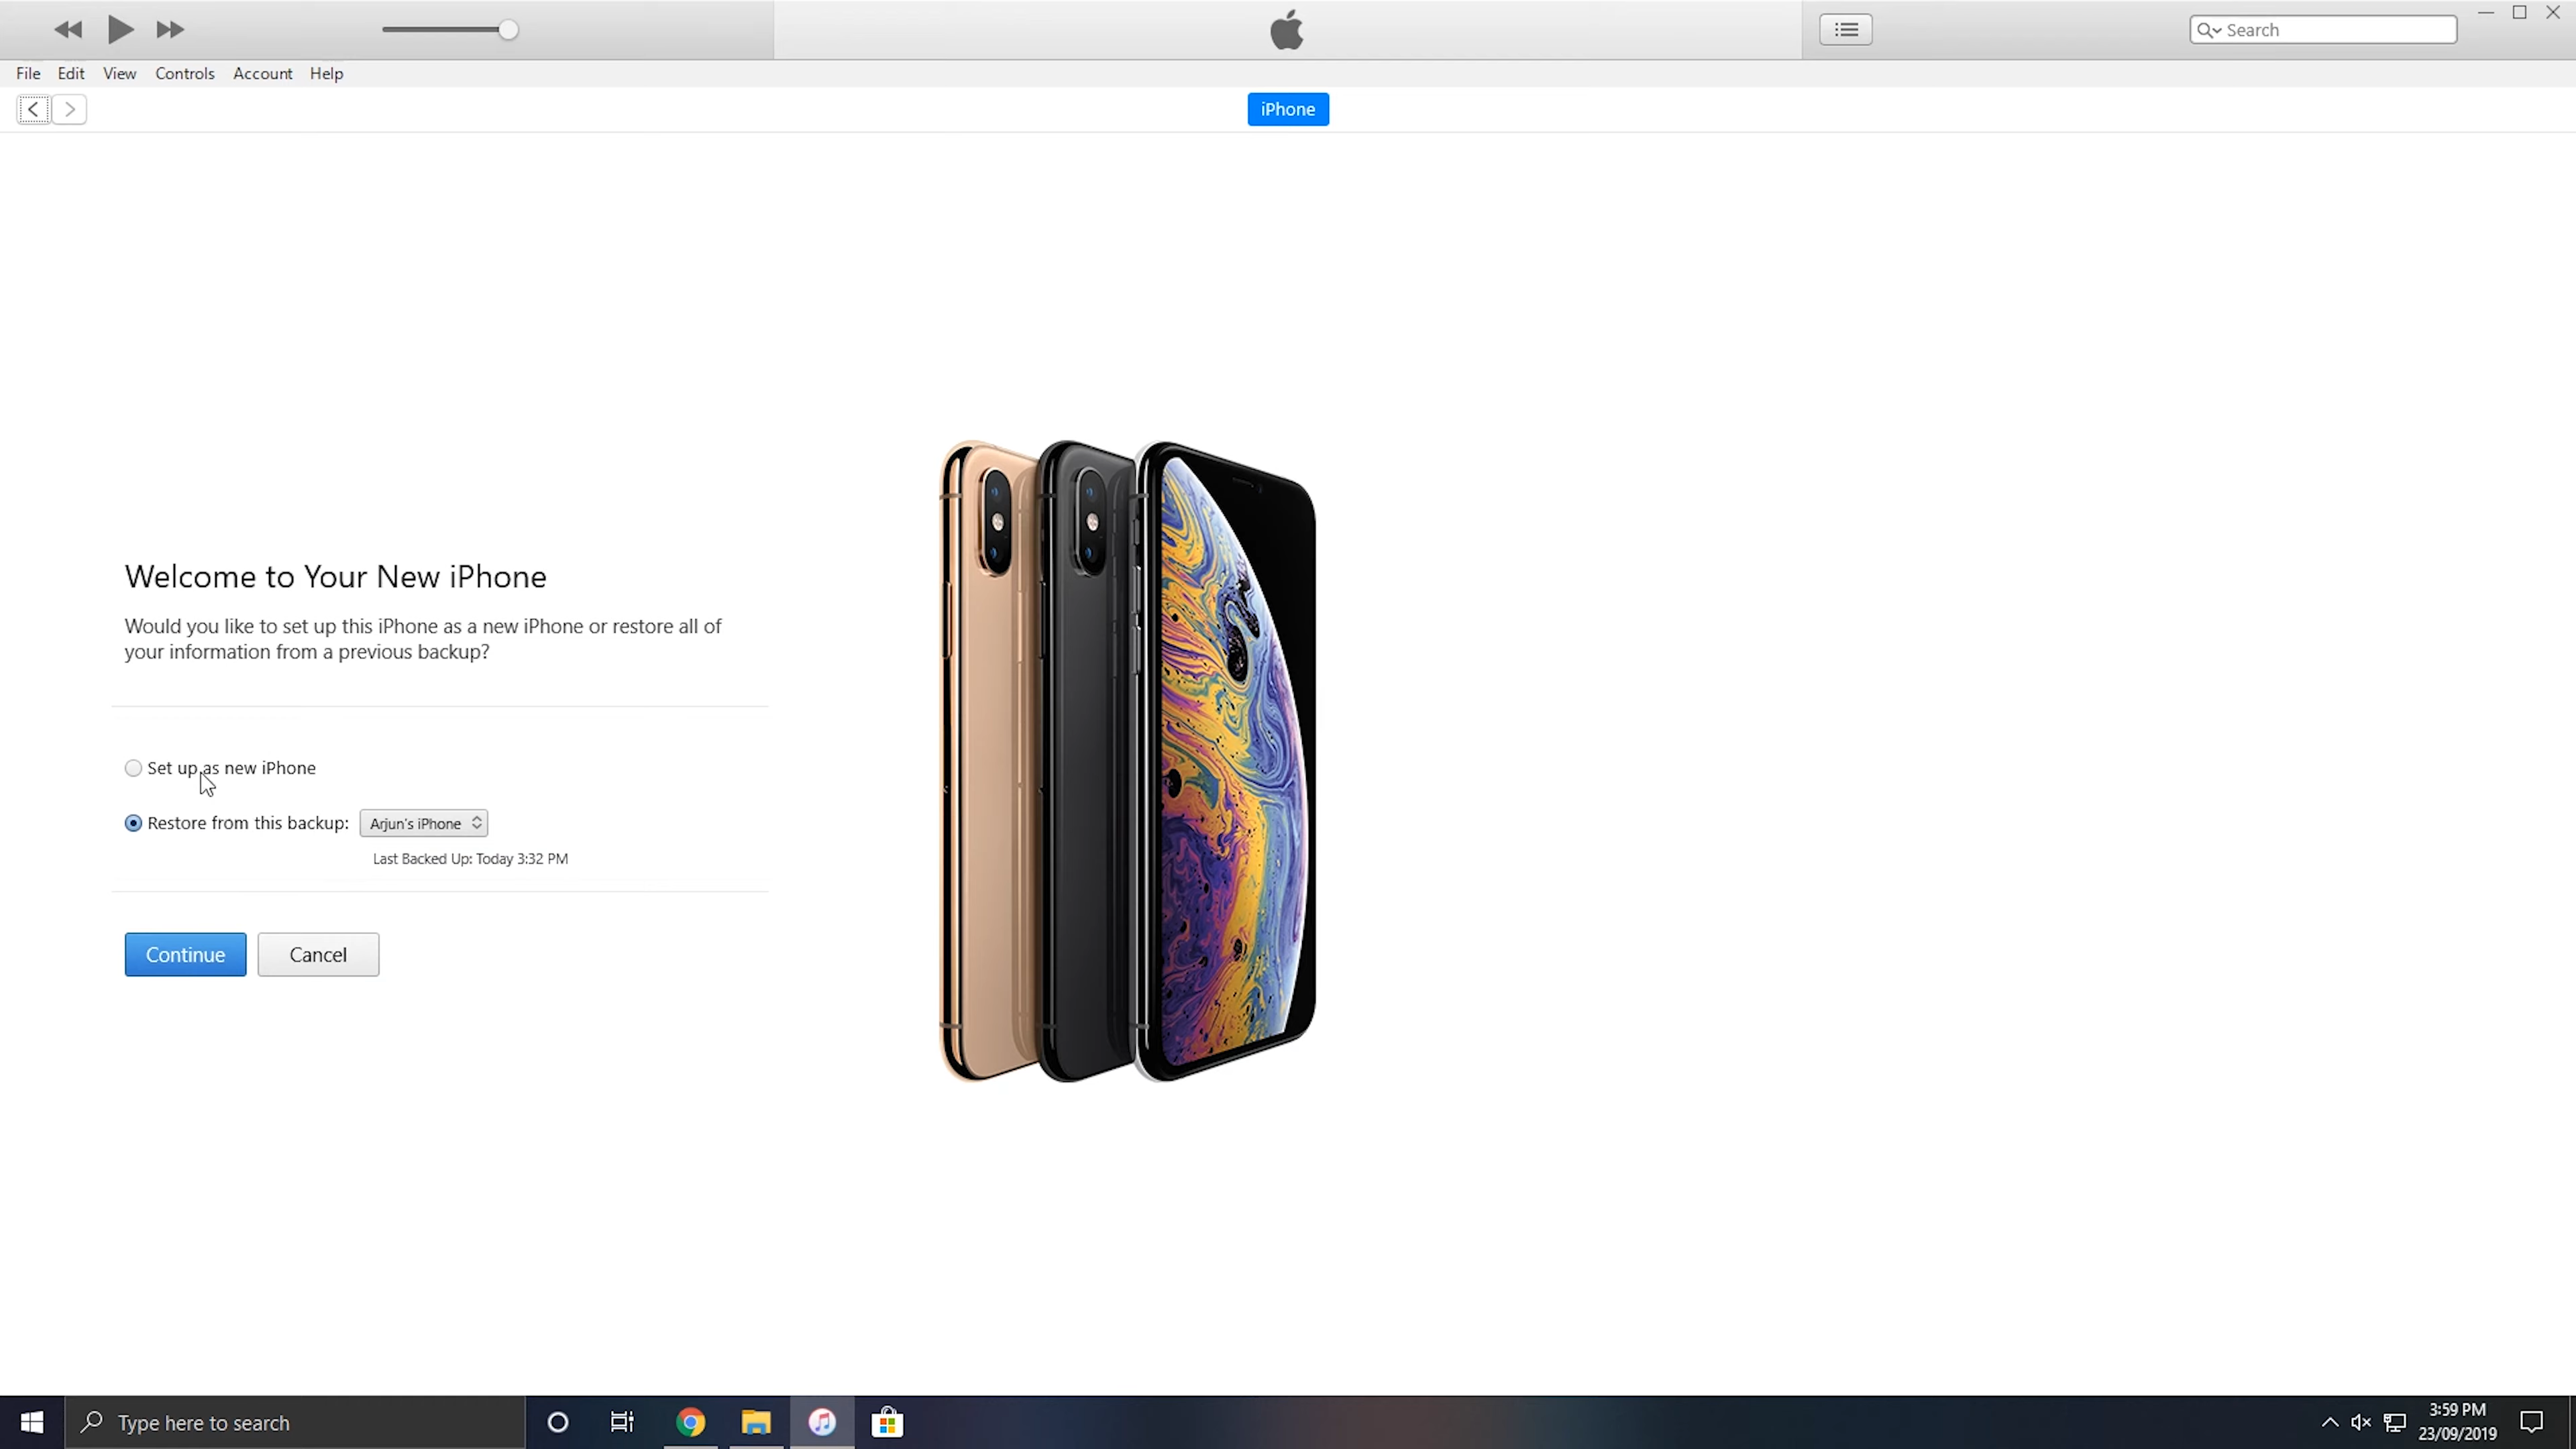 Search
File Edit View Controls Account Help
iPhone
Welcome to Your New iPhone
Would you like to set up this iPhone as a new iPhone or restore all of
your information from a previous backup?
Set up as new iPhone
Restore from this backup: Arjun's iPhone
Last Backed Up: Today 3:32 PM
Continue Cancel
Type here to search
3:59 PM
23/09/2019